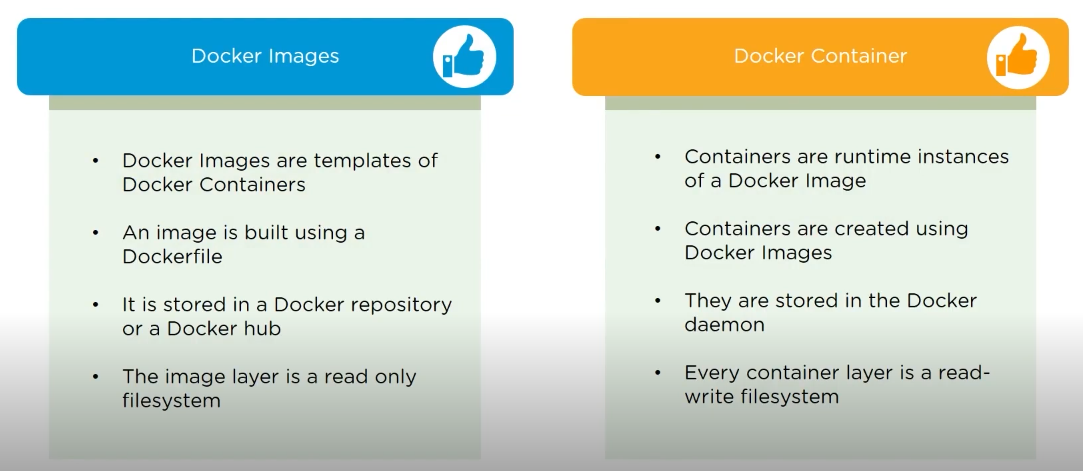 Docker Images
• Docker Images are templates of
Docker Containers
• An image is built using a
Dockerfile
• It is stored in a Docker repository
or a Docker hub
• The image layer is a read only
filesystem
Docker Container
• Containers are runtime instances
of a Docker Image
• Containers are created using
Docker Images
• They are stored in the Docker
daemon
• Every container layer is a read-
write filesystem